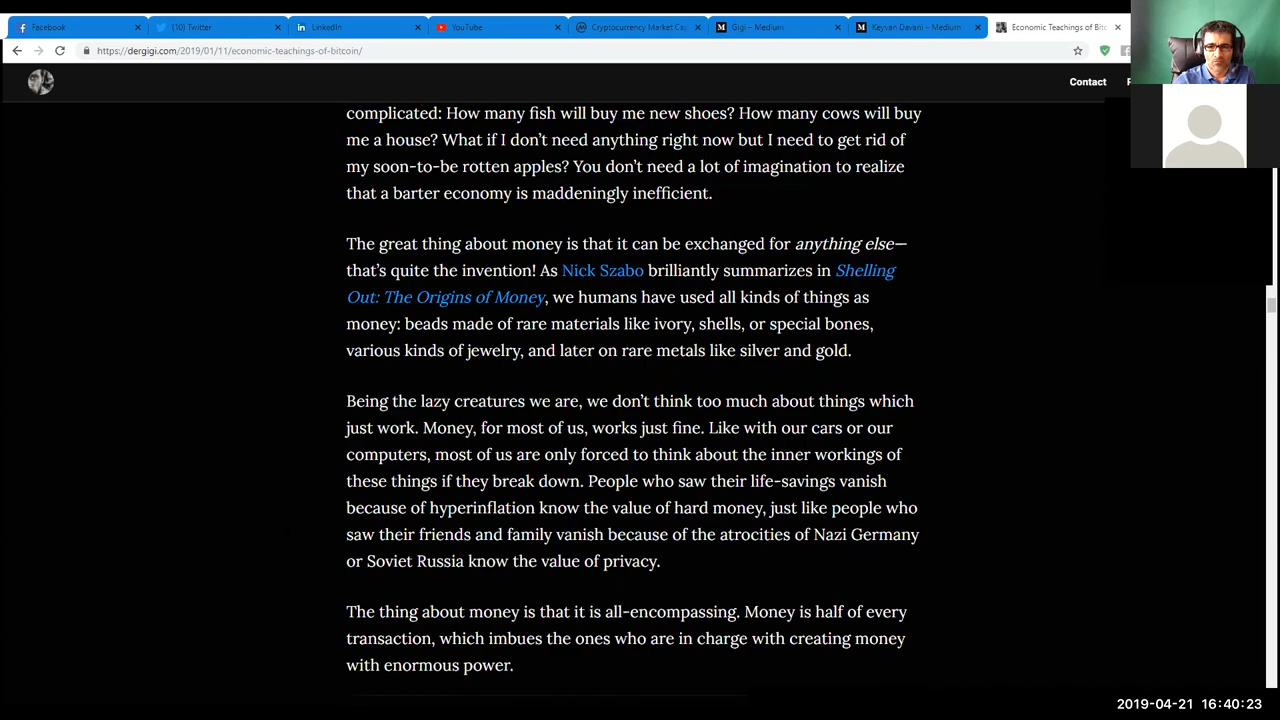 Facebook
(10) Twitter
LinkedIn
YouTube
Cryptocurrency Market Ca
Gigi – Medium
Keyvan Davani – Medium
Economic Teachings of Bitc
https://dergigi.com/2019/01/11/economic-teachings-of-bitcoin/
Contact
complicated: How many fish will buy me new shoes? How many cows will buy
me a house? What if I don’t need anything right now but I need to get rid of
my soon-to-be rotten apples? You don’t need a lot of imagination to realize
that a barter economy is maddeningly inefficient.
The great thing about money is that it can be exchanged for anything else—
that’s quite the invention! As Nick Szabo brilliantly summarizes in Shelling
Out: The Origins of Money, we humans have used all kinds of things as
money: beads made of rare materials like ivory, shells, or special bones,
various kinds of jewelry, and later on rare metals like silver and gold.
Being the lazy creatures we are, we don’t think too much about things which
just work. Money, for most of us, works just fine. Like with our cars or our
computers, most of us are only forced to think about the inner workings of
these things if they break down. People who saw their life-savings vanish
because of hyperinflation know the value of hard money, just like people who
saw their friends and family vanish because of the atrocities of Nazi Germany
or Soviet Russia know the value of privacy.
The thing about money is that it is all-encompassing. Money is half of every
transaction, which imbues the ones who are in charge with creating money
with enormous power.
2019-04-21 16:40:23